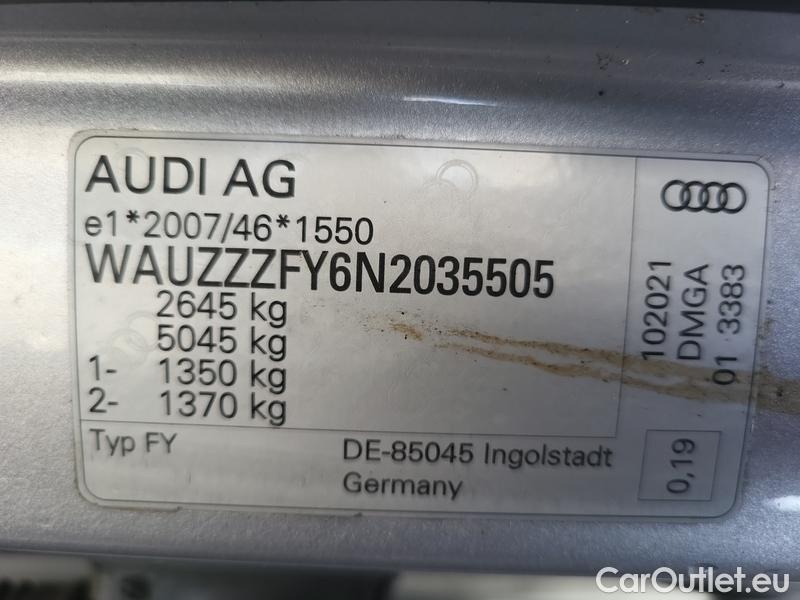 AUDI AG
e1*2007/46*1550
WAUZZZFY6N2035505
2645 kg
5045 kg
1- 1350 kg
2- 1370 kg
Typ FY
DE-85045 Ingolstadt
Germany
102021
DMGA
01 3383
0,19
CarOutlet.eu